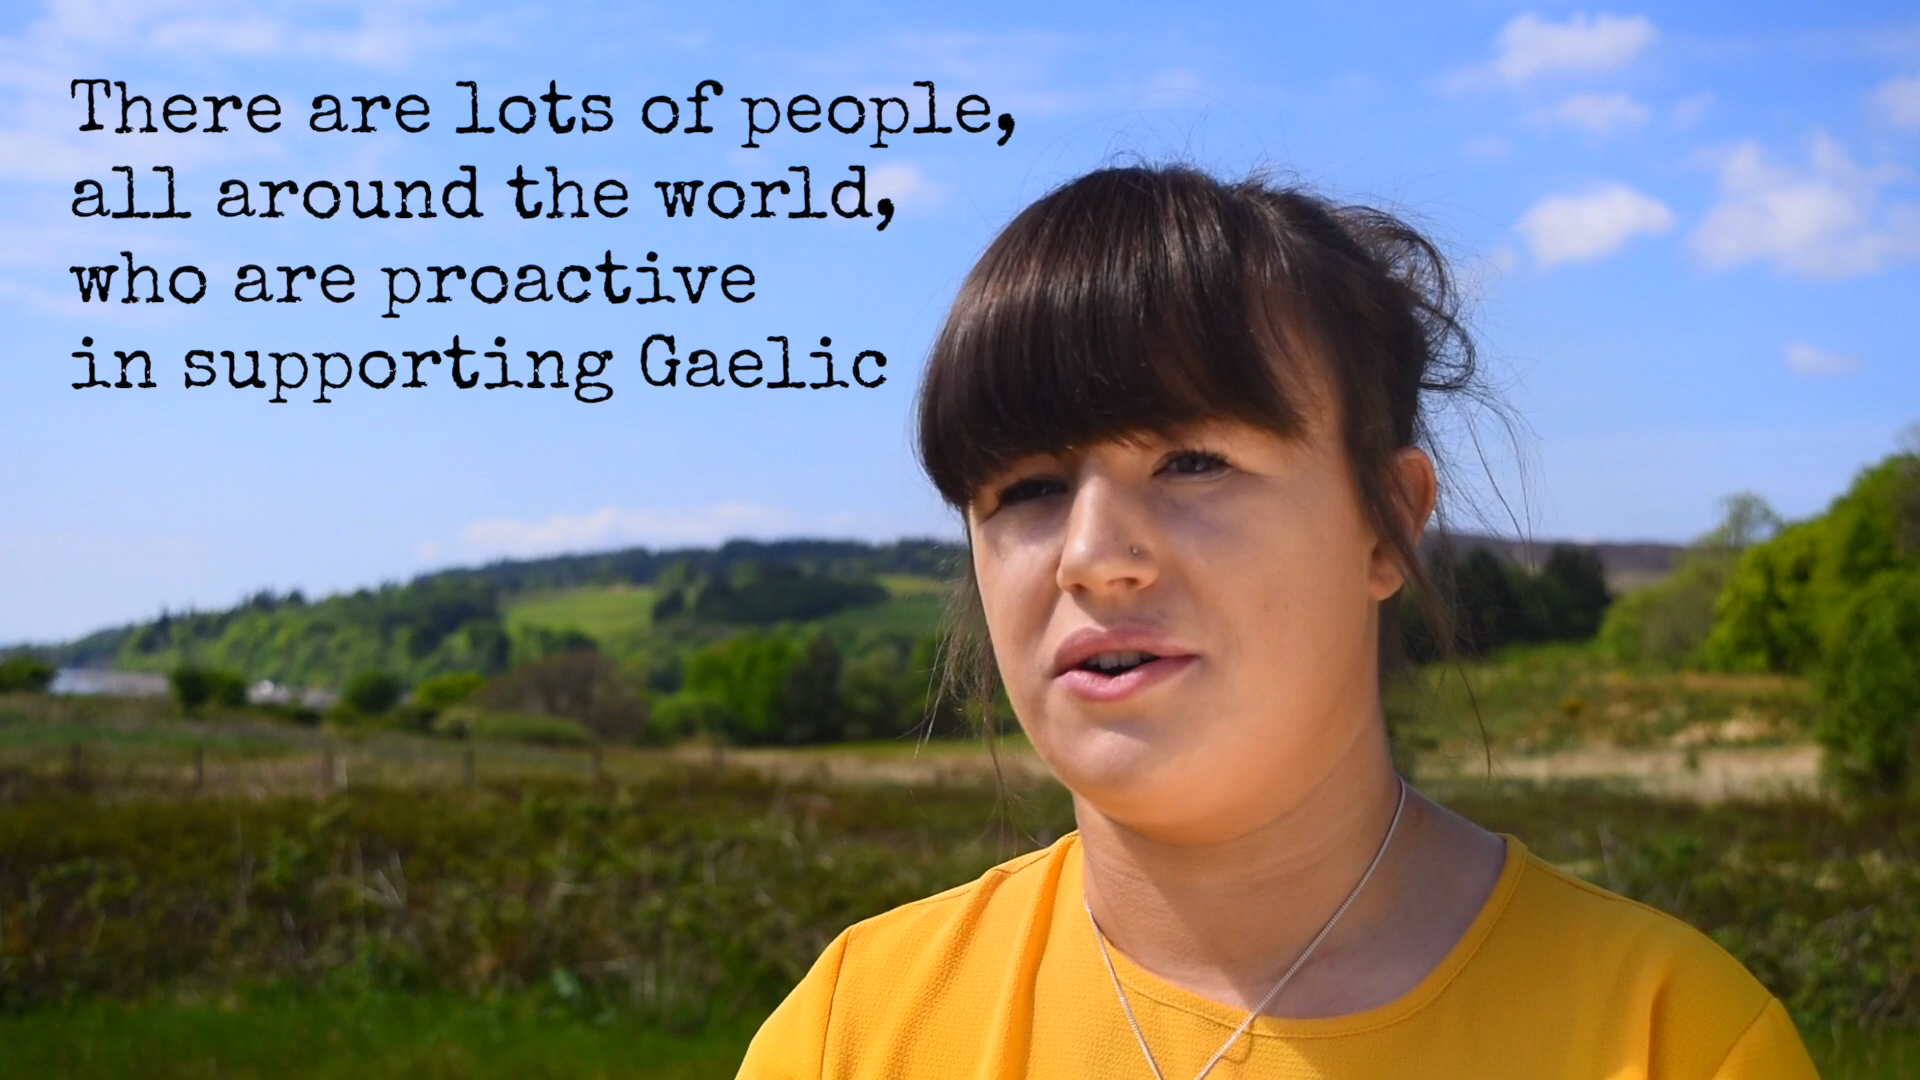 There are lots of people,
all around the world,
who are proactive
in supporting Gaelic